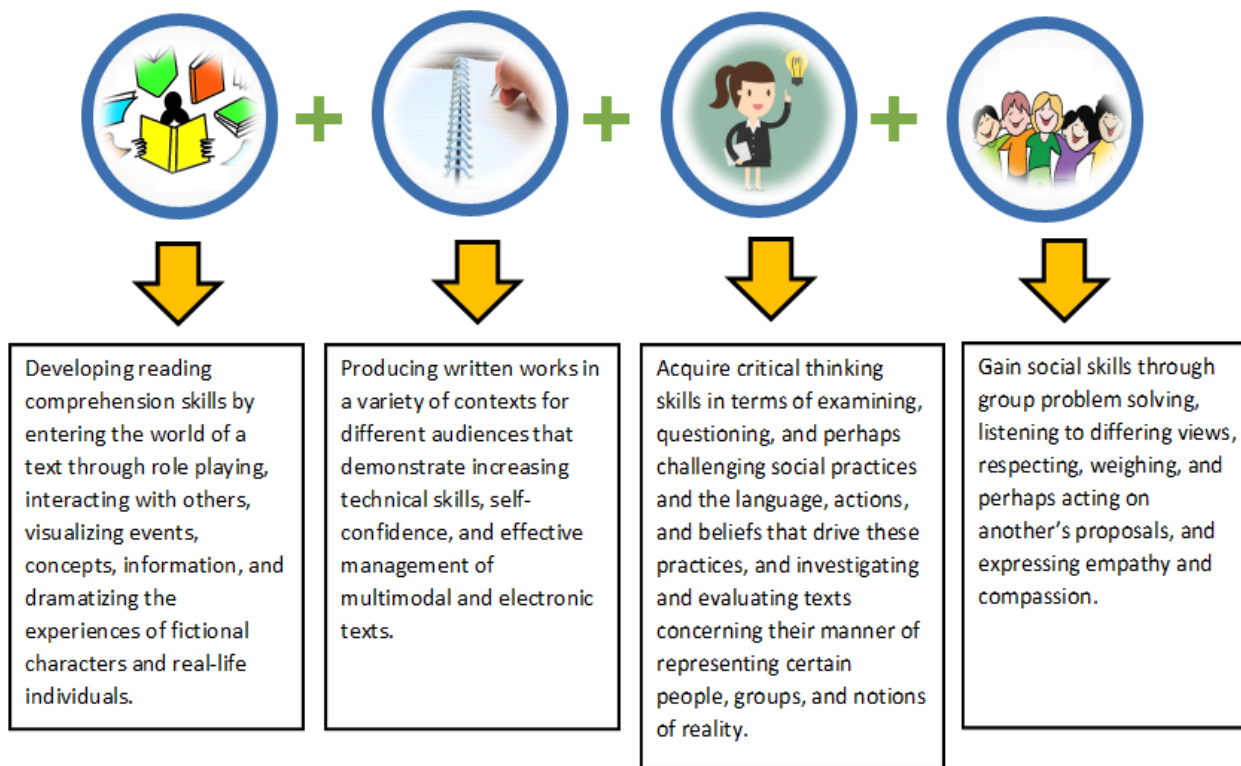 Developing reading
comprehension skills by
entering the world of a
text through role playing,
interacting with others,
visualizing events,
concepts, information, and
dramatizing the
experiences of fictional
characters and real-life
individuals.
Producing written works in
a variety of contexts for
different audiences that
demonstrate increasing
technical skills, self-
confidence, and effective
management of
multimodal and electronic
texts.
Acquire critical thinking
skills in terms of examining,
questioning, and perhaps
challenging social practices
and the language, actions,
and beliefs that drive these
practices, and investigating
and evaluating texts
concerning their manner of
representing certain
people, groups, and notions
of reality.
Gain social skills through
group problem solving,
listening to differing views,
respecting, weighing, and
perhaps acting on
another’s proposals, and
expressing empathy and
compassion.